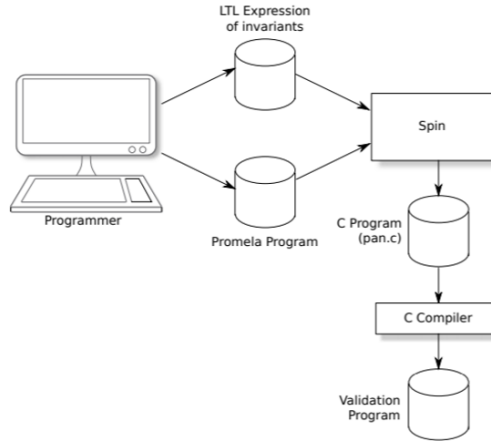 LTL Expression
of invariants
Spin
Programmer
Promela Program
C Program
(pan.c)
C Compiler
Validation
Program